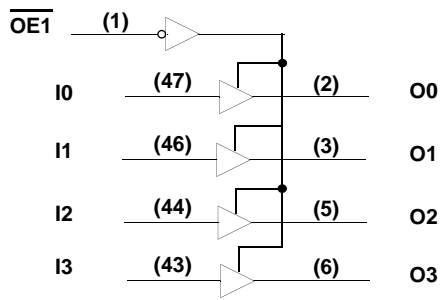 OE1 (1)
I0 (47) (2) O0
I1 (46) (3) O1
I2 (44) (5) O2
I3 (43) (6) O3